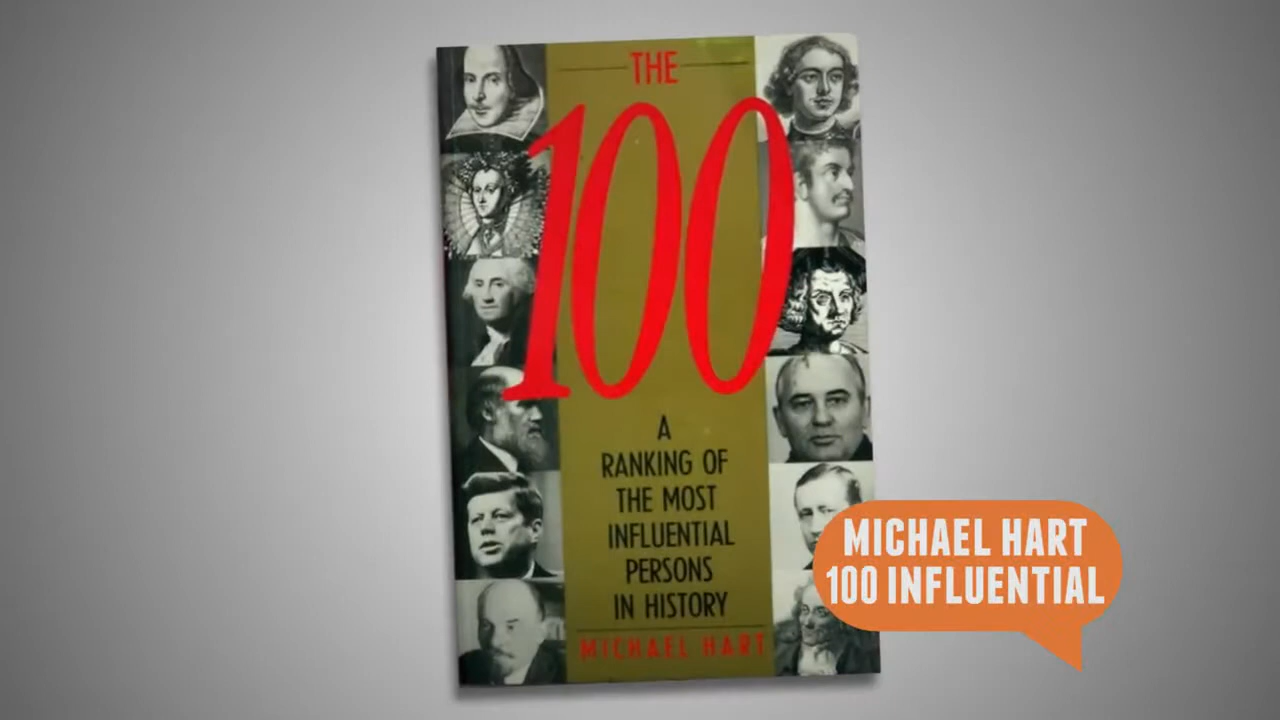 THE
100
A
RANKING OF
THE MOST
INFLUENTIAL
PERSONS
IN HISTORY
MICHAEL HART
MICHAEL HART
100 INFLUENTIAL